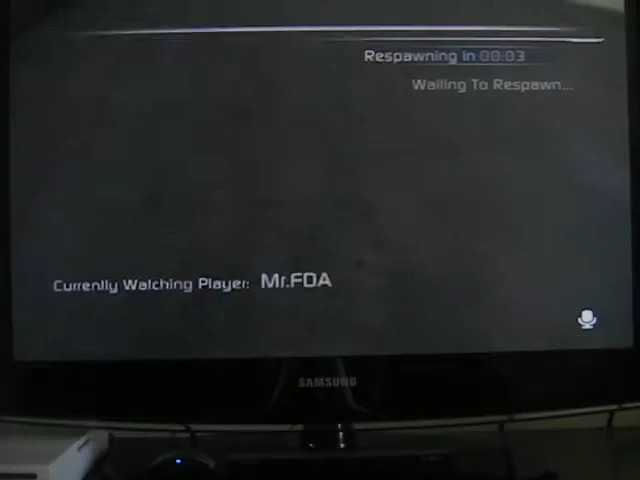 Respawning In 00:03
Waiting To Respawn...
Currently Watching Player: Mr.FDA
SAMSUNG